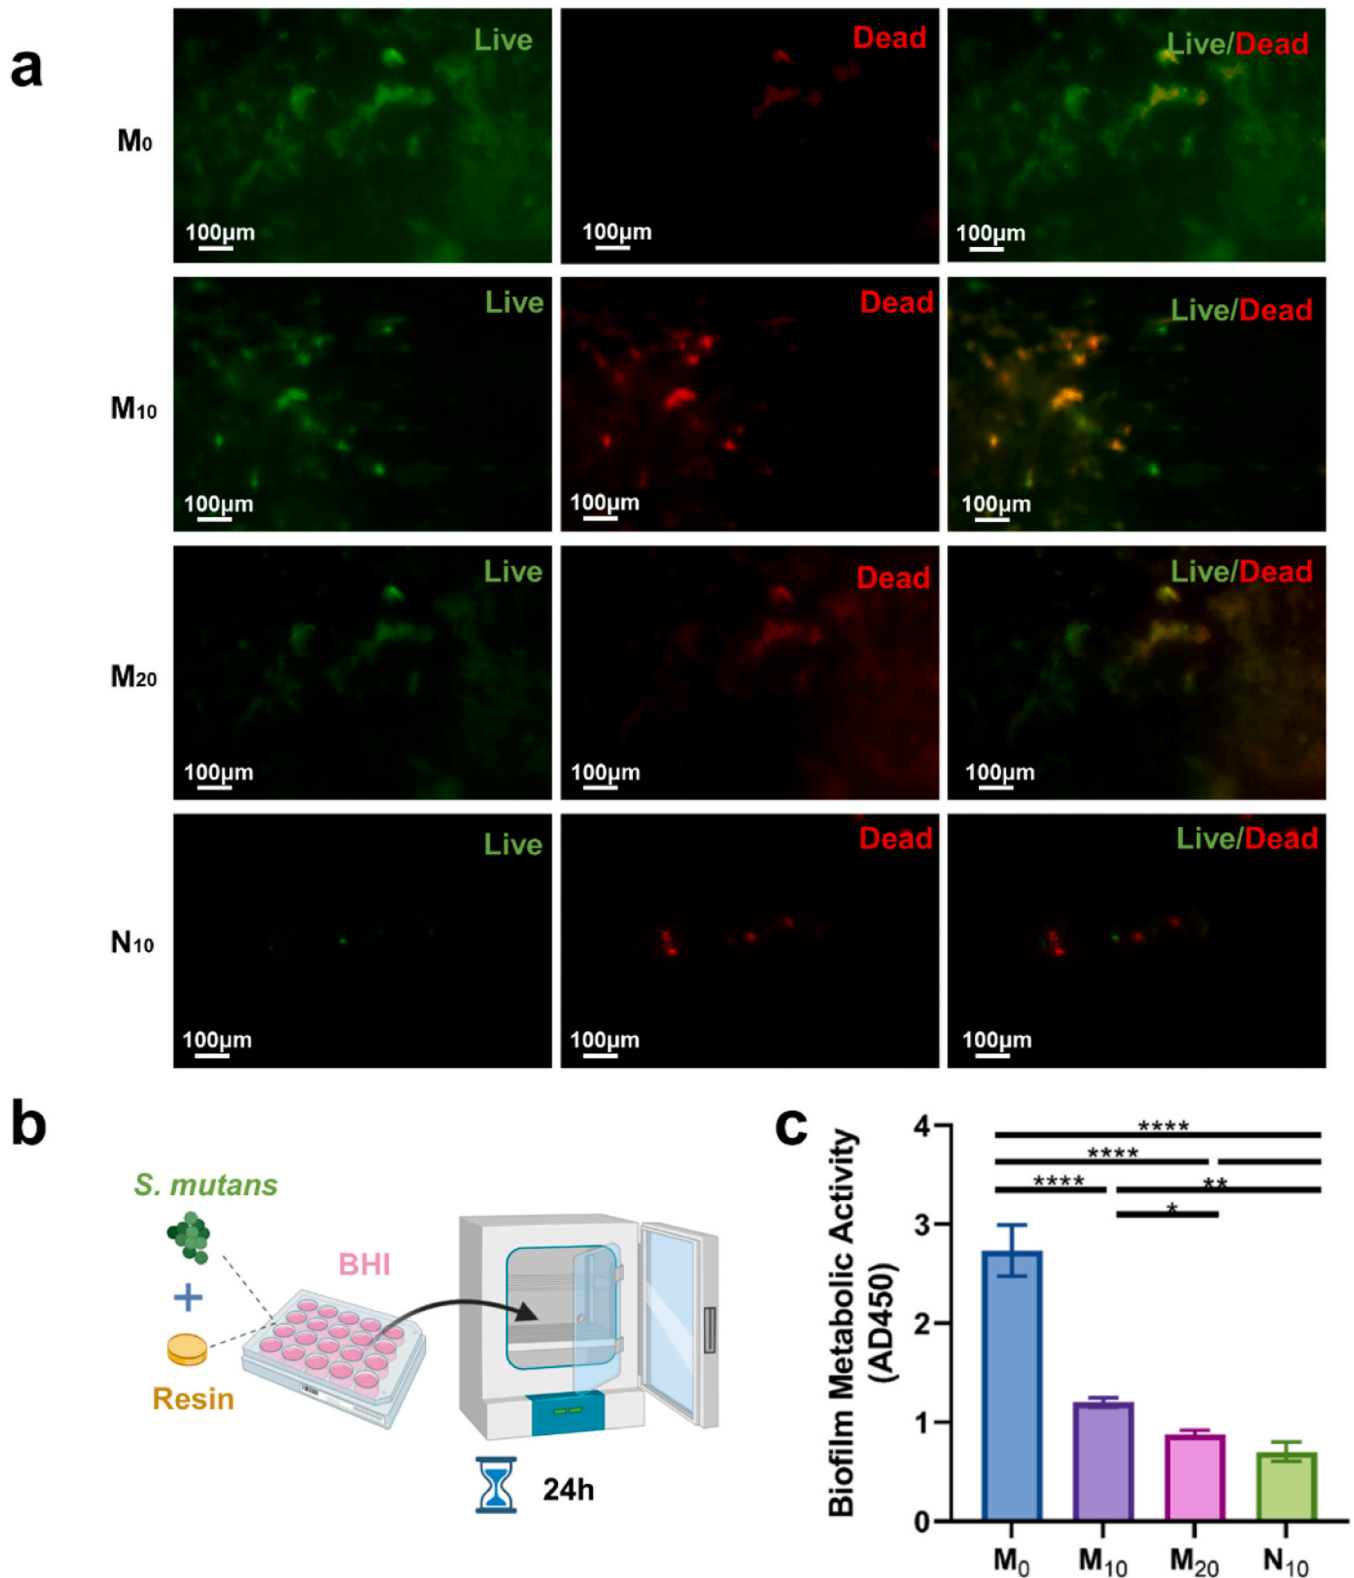 a
Live
Dead
Live/Dead
M0
100μm
100μm
100μm
Live
Dead
Live/Dead
M10
100μm
100μm
100μm
Live
Dead
Live/Dead
M20
100μm
100μm
100μm
Live
Dead
Live/Dead
N10
100μm
100μm
100μm
b
S. mutans
+
Resin
BHI
24h
c
Biofilm Metabolic Activity
(AD450)
4
3
2
1
0
****
****
****
**
*
M0
M10
M20
N10